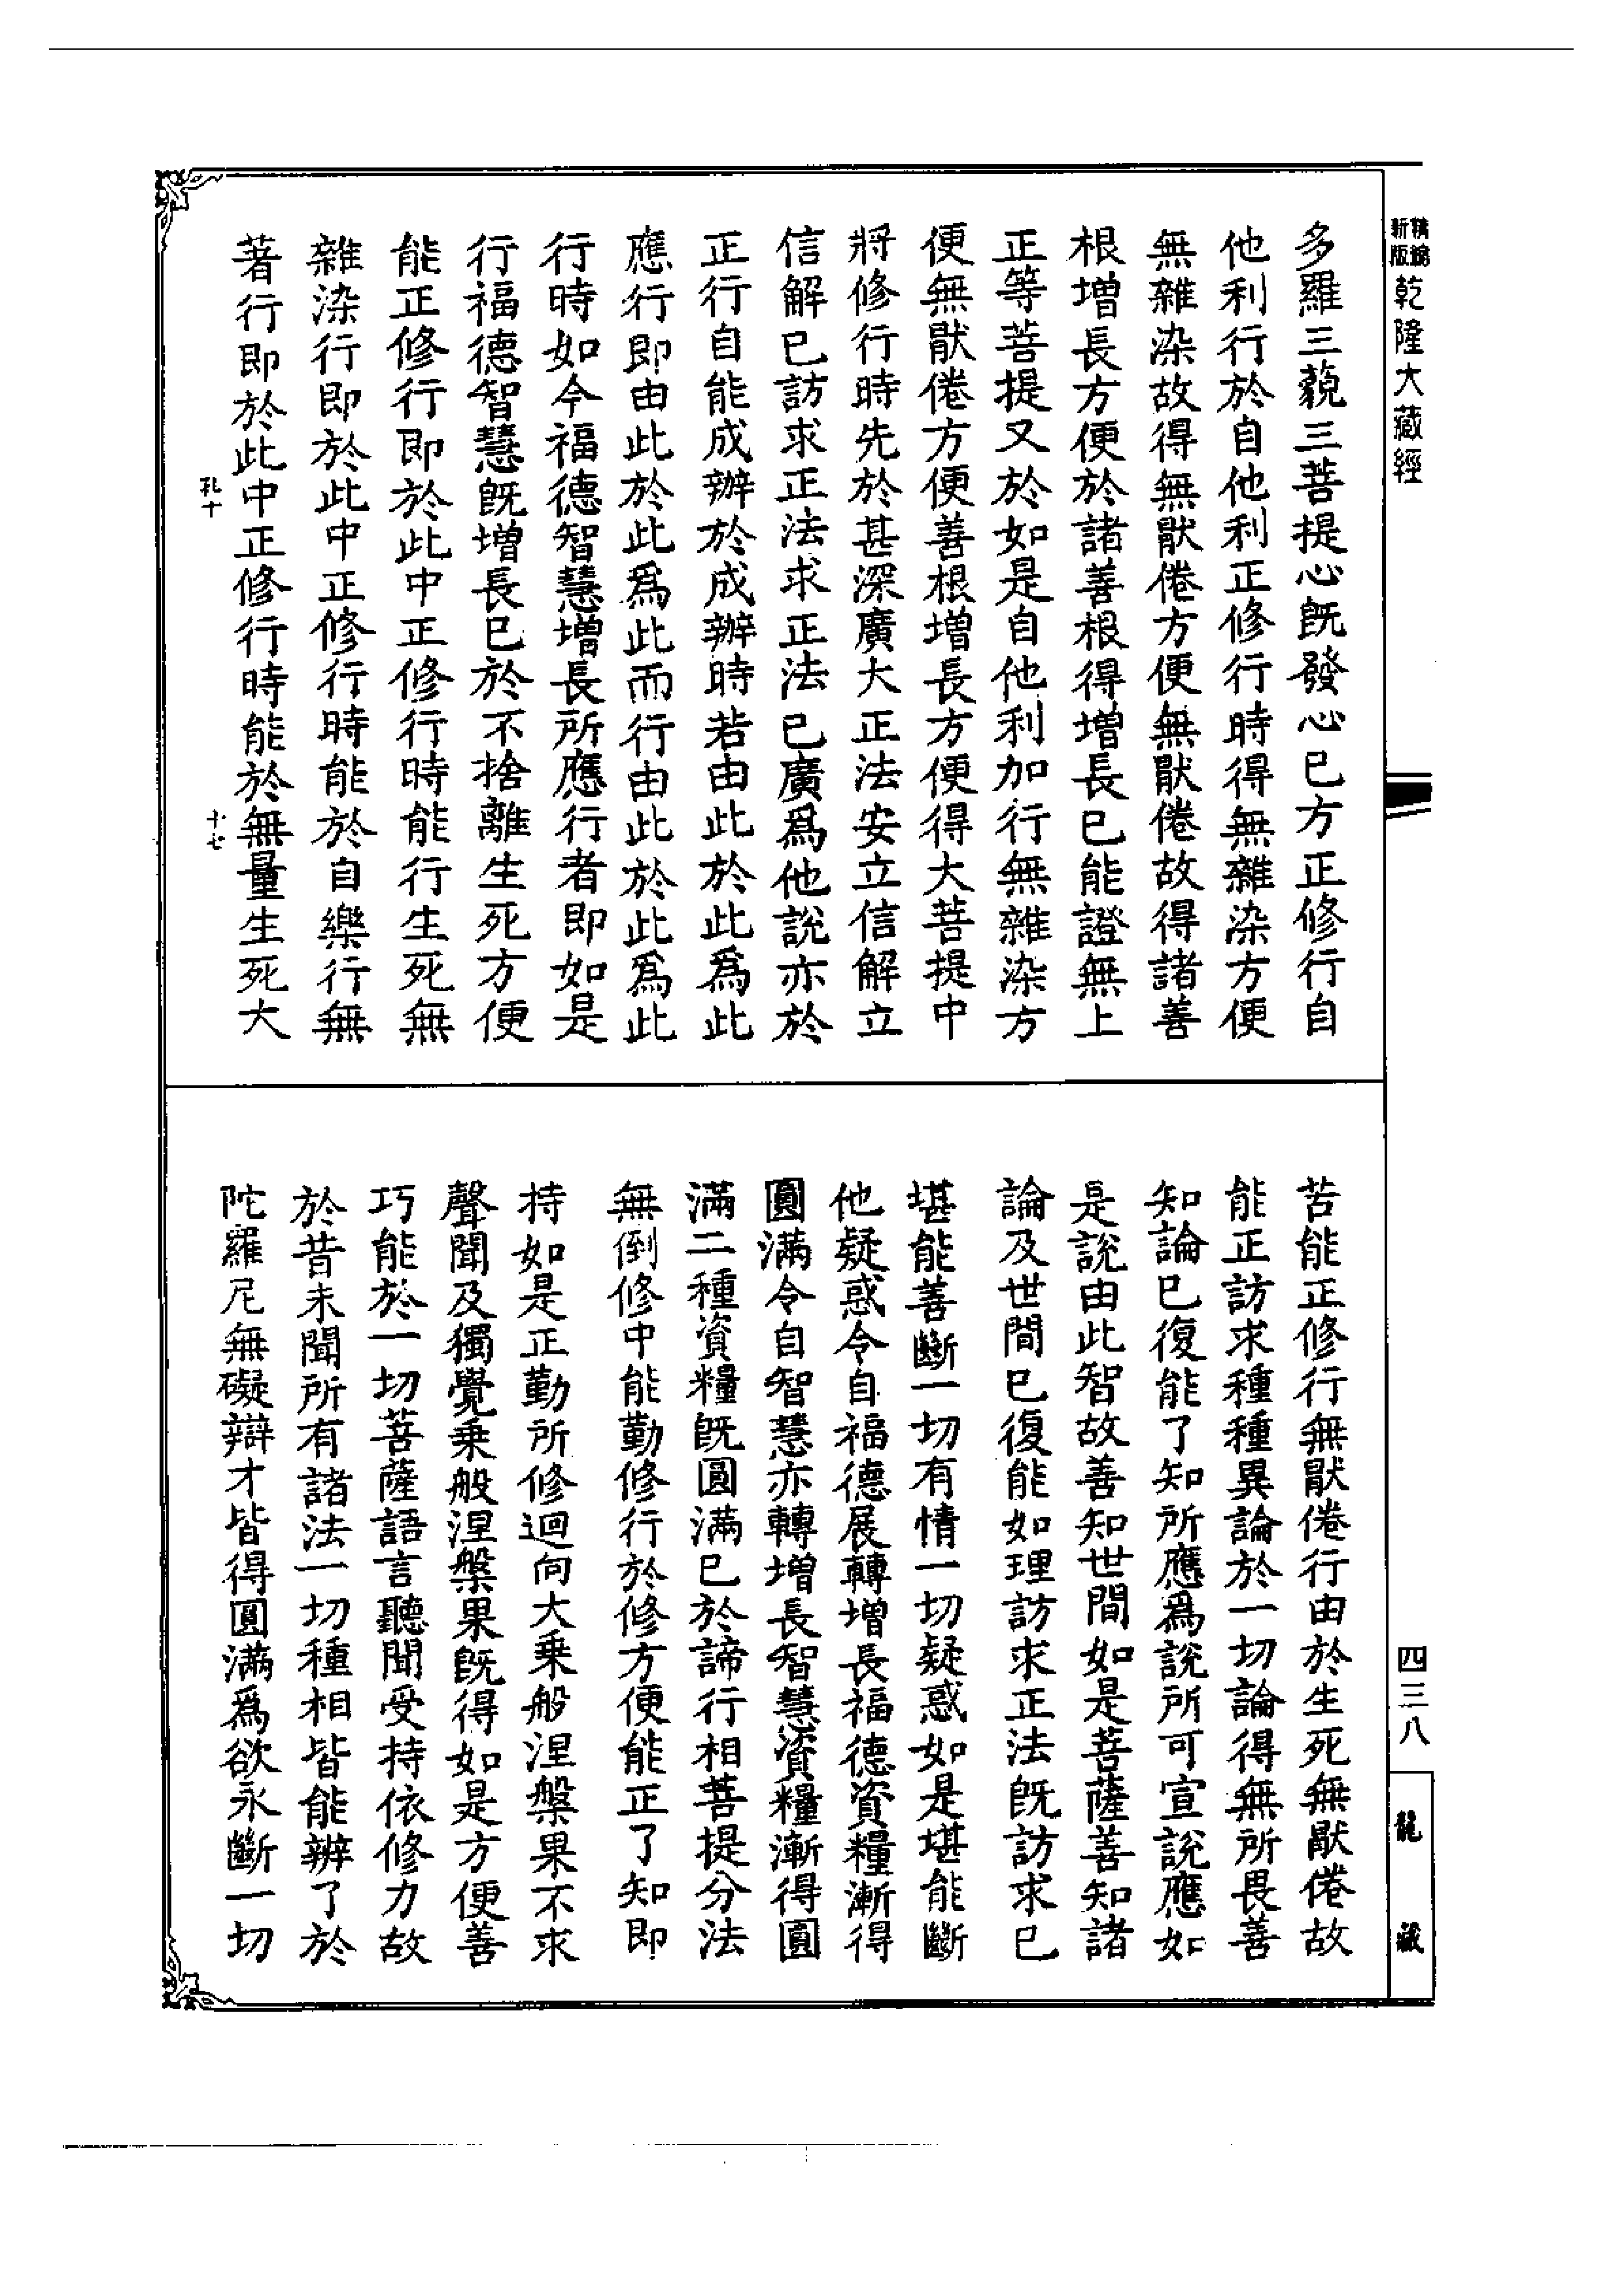 精縮
新版
乾隆大藏經
多羅三藐三菩提心既發心已方正修行自
他利行於自他利正修行時得無雜染方便
無雜染故得無猒倦方便無猒倦故得諸善
根增長方便於諸善根得增長已能證無上
正等菩提又於如是自他利加行無雜染方
便無猒倦方便善根增長方便得大菩提中
將修行時先於甚深廣大正法安立信解立
信解已訪求正法求正法已廣爲他說亦於
正行自能成辦於成辦時若由此於此爲此
應行即由此於此爲此而行由此於此爲此
行時如今福德智慧增長所應行者即如是
行福德智慧既增長已於不捨離生死方便
能正修行即於此中正修行時能行生死無
雜染行即於此中正修行時能於自樂行無
著行即於此中正修行時能於無量生死大
孔十
十七
苦能正修行無猒倦行由於生死無猒倦故
能正訪求種種異論於一切論得無所畏善
知論已復能了知所應爲說所可宣說應如
是說由此智故善知世間如是菩薩善知諸
論及世間已復能如理訪求正法既訪求已
堪能善斷一切有情一切疑惑如是堪能斷
他疑惑令自福德展轉增長福德資糧漸得
圓滿令自智慧亦轉增長智慧資糧漸得圓
滿二種資糧既圓滿已於諦行相菩提分法
無倒修中能勤修行於修方便能正了知即
持如是正勤所修迴向大乘般涅槃果不求
聲聞及獨覺乘般涅槃果既得如是方便善
巧能於一切菩薩語言聽聞受持依修力故
於昔未聞所有諸法一切種相皆能辦了於
陀羅尼無礙辯才皆得圓滿爲欲永斷一切
四三八
龍藏